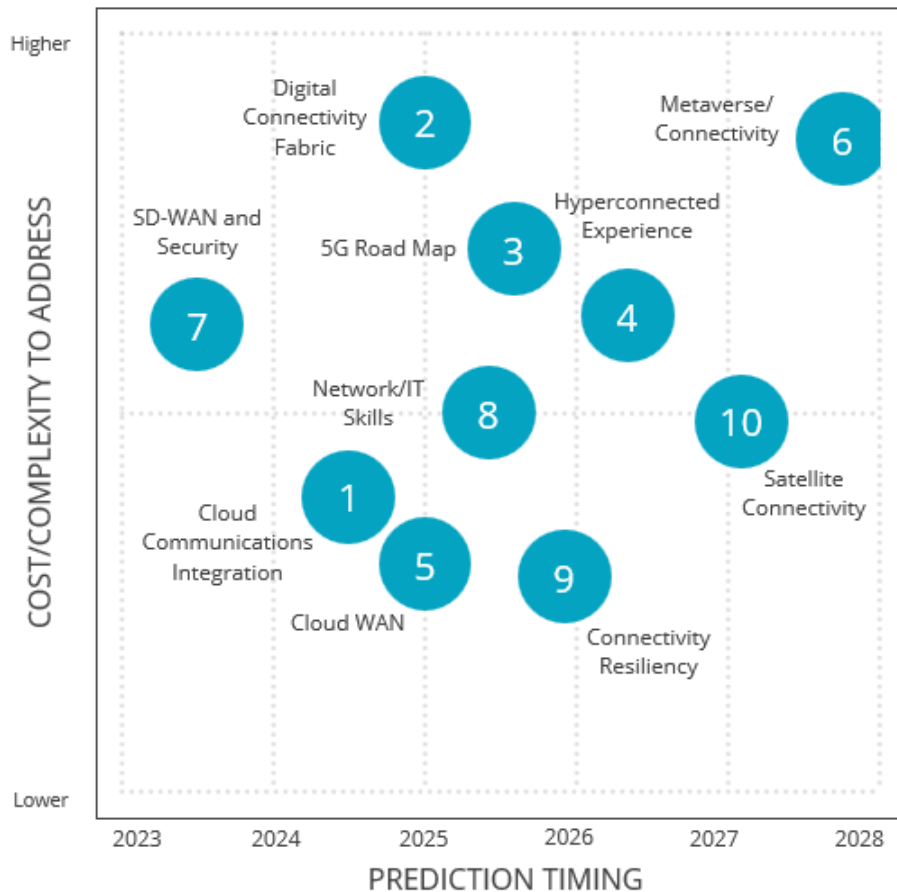 Higher
COST/COMPLEXITY TO ADDRESS
Lower
Digital
Connectivity
Fabric
2
Metaverse/
Connectivity
6
SD-WAN and
Security
7
5G Road Map
3
Hyperconnected
Experience
4
Network/IT
Skills
8
10
Satellite
Connectivity
1
Cloud
Communications
Integration
5
Cloud WAN
9
Connectivity
Resiliency
2023
2024
2025
2026
2027
2028
PREDICTION TIMING